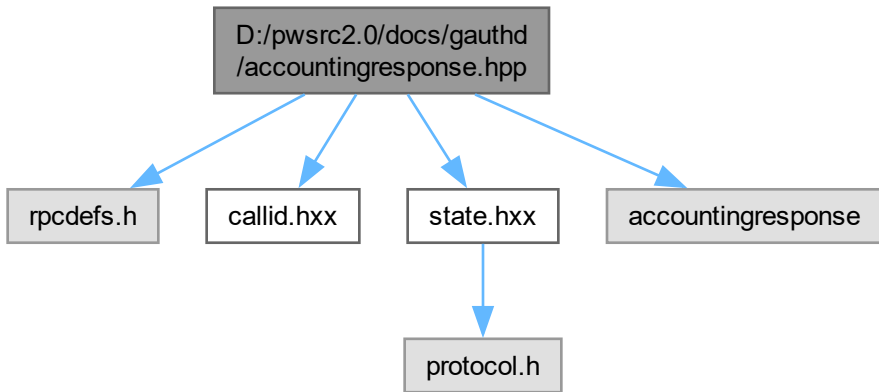 D:/pwsrc2.0/docs/gauthd
/accountingresponse.hpp
rpcdefs.h
callid.hxx
state.hxx
accountingresponse
protocol.h